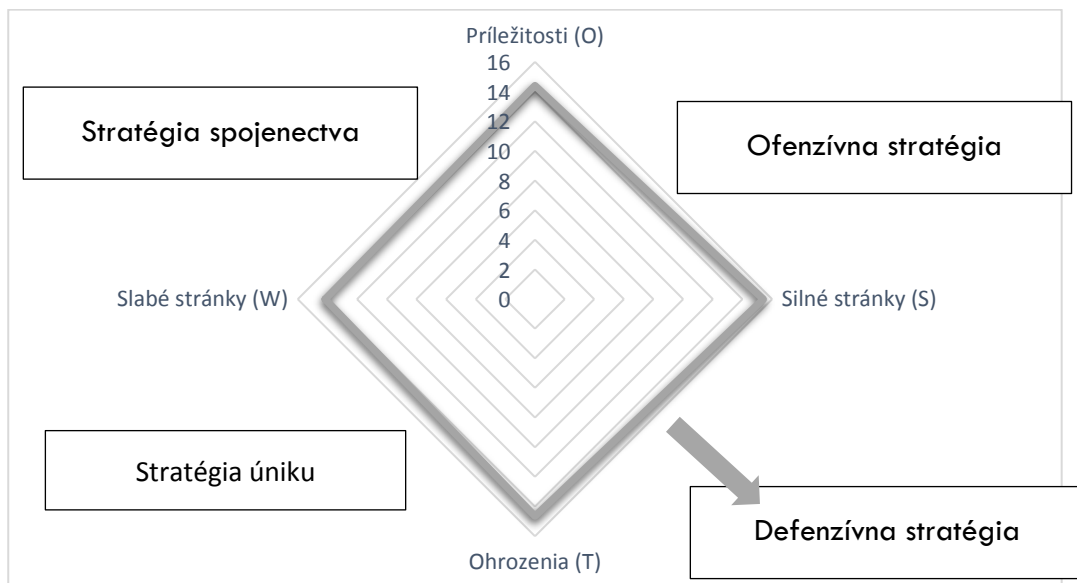 Príležitosti (O)
16
14
12
10
8
6
4
2
0
Stratégia spojenectva
Ofenzívna stratégia
Slabé stránky (W)
Silné stránky (S)
Stratégia úniku
Defenzívna stratégia
Ohrozenia (T)